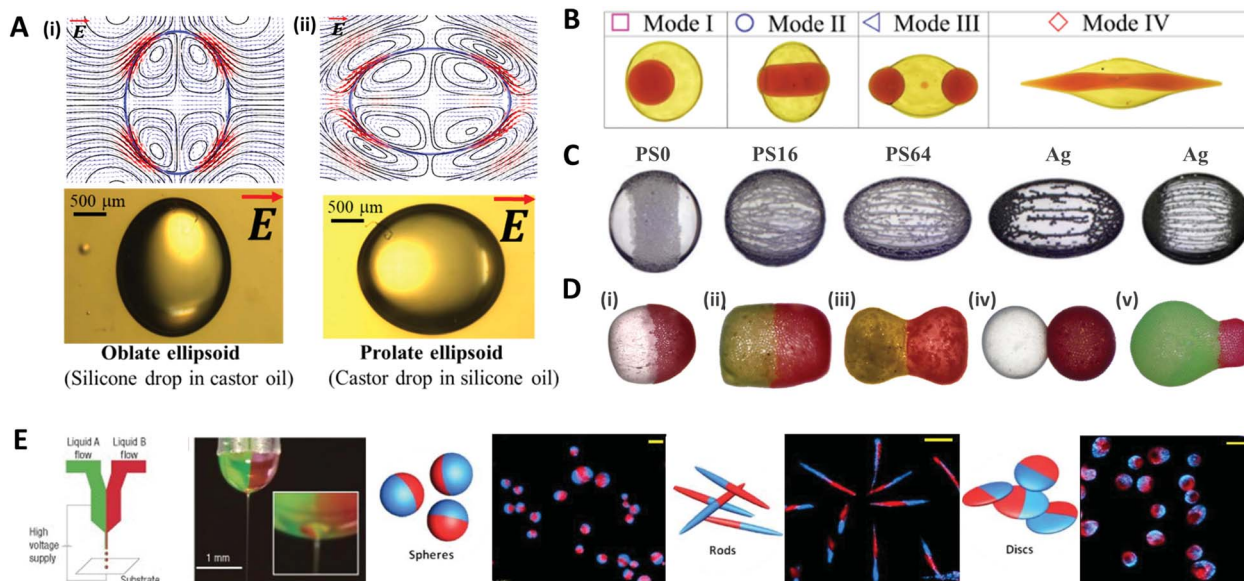 A
(i)
E
(ii)
E
500 μm
E
500 μm
E
Oblate ellipsoid
(Silicone drop in castor oil)
Prolate ellipsoid
(Castor drop in silicone oil)
B
Mode I
Mode II
Mode III
Mode IV
C
PS0
PS16
PS64
Ag
Ag
D
(i)
(ii)
(iii)
(iv)
(v)
E
Liquid A
flow
Liquid B
flow
High
voltage
supply
Substrate
1 mm
Spheres
Rods
Discs